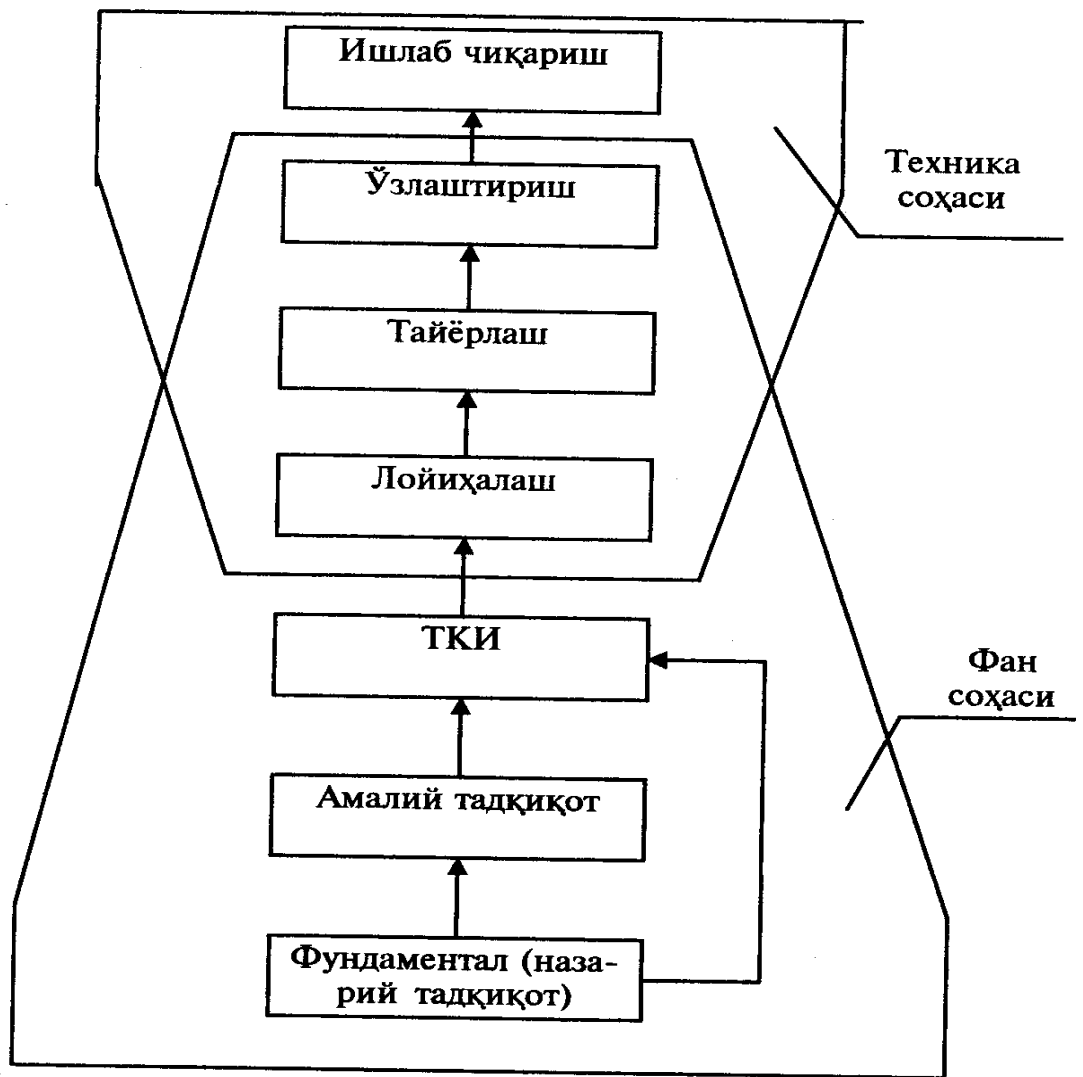 Ишлаб чиқариш
Ўзлаштириш
Техника
соҳаси
Тайёрлаш
Лойиҳалаш
ТКИ
Фан
соҳаси
Амалий тадқиқот
Фундаментал (наза-
рий тадқиқот)